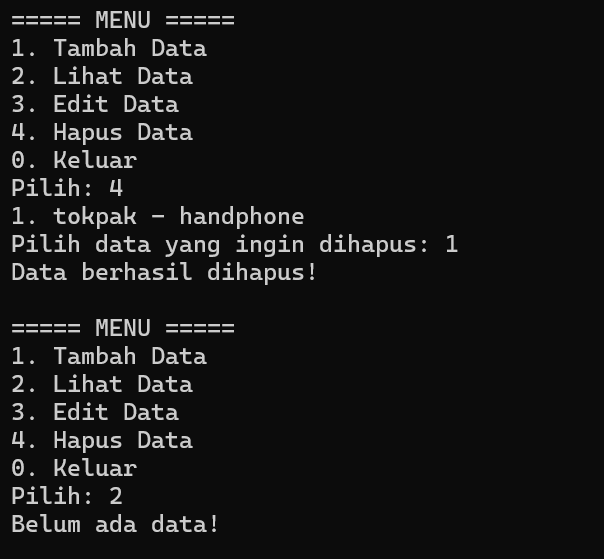 ===== MENU =====
1. Tambah Data
2. Lihat Data
3. Edit Data
4. Hapus Data
0. Keluar
Pilih: 4
1. tokpak - handphone
Pilih data yang ingin dihapus: 1
Data berhasil dihapus!

===== MENU =====
1. Tambah Data
2. Lihat Data
3. Edit Data
4. Hapus Data
0. Keluar
Pilih: 2
Belum ada data!